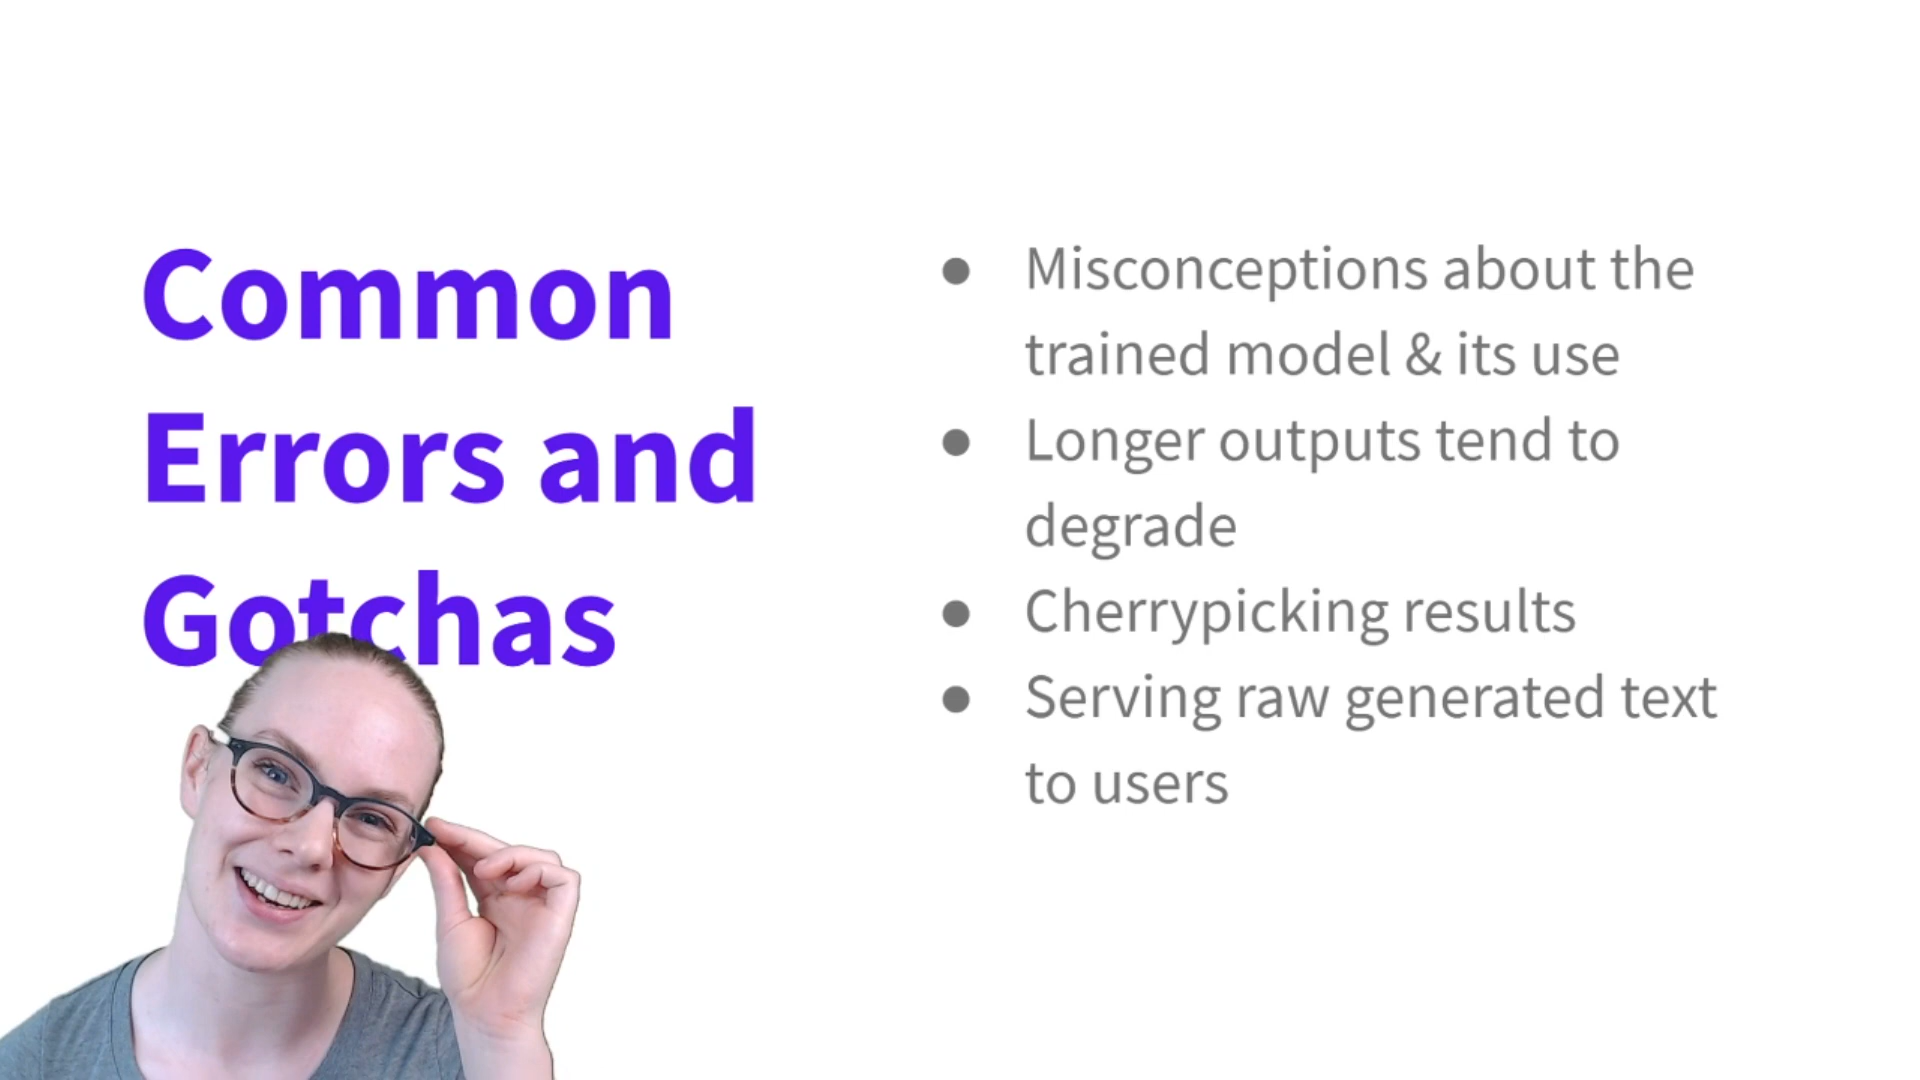 Common
Errors and
Gotchas
● Misconceptions about the
trained model & its use
● Longer outputs tend to
degrade
● Cherrypicking results
● Serving raw generated text
to users